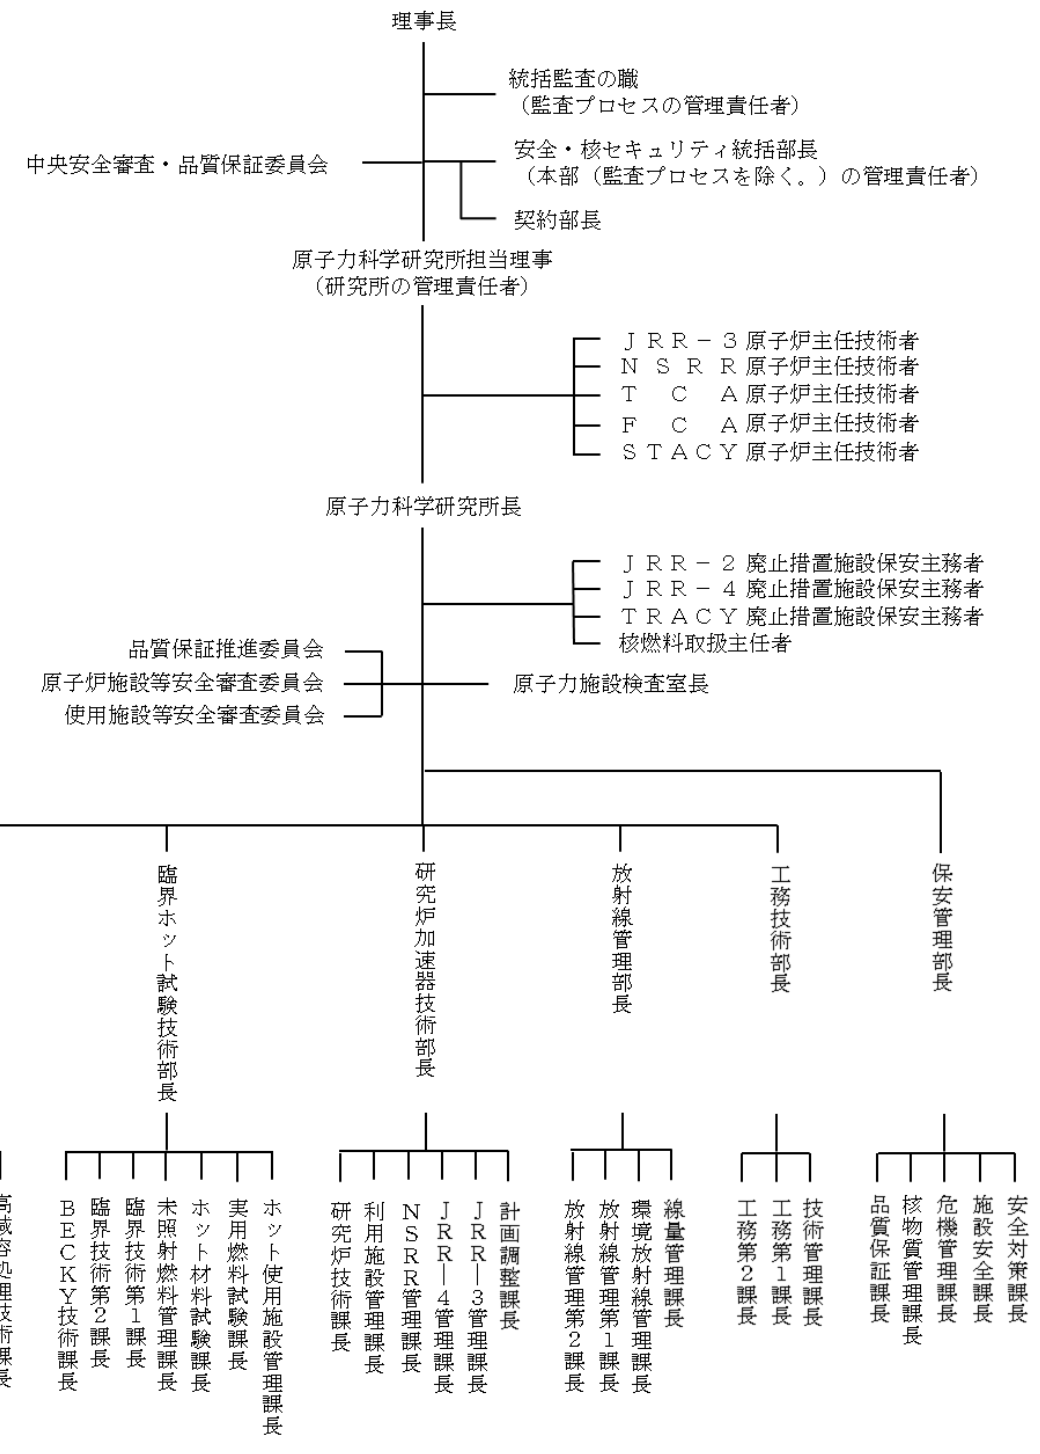 理事長
統括監査の職
（監査プロセスの管理責任者）
中央安全審査・品質保証委員会
安全・核セキュリティ統括部長
（本部（監査プロセスを除く。）の管理責任者）
契約部長
原子力科学研究所担当理事
（研究所の管理責任者）
ＪＲＲ－３原子炉主任技術者
ＮＳＲＲ原子炉主任技術者
ＴＣＡ原子炉主任技術者
ＦＣＡ原子炉主任技術者
ＳＴＡＣＹ原子炉主任技術者
原子力科学研究所長
ＪＲＲ－２廃止措置施設保安主務者
ＪＲＲ－４廃止措置施設保安主務者
ＴＲＡＣＹ廃止措置施設保安主務者
核燃料取扱主任者
品質保証推進委員会
原子炉施設等安全審査委員会
使用施設等安全審査委員会
原子力施設検査室長
臨界ホット試験技術部長
研究炉加速器技術部長
放射線管理部長
工務技術部長
保安管理部長
高減容処理技術課長
ＢＥＣＫＹ技術課長
臨界技術第２課長
臨界技術第１課長
未照射燃料管理課長
ホット材料試験課長
実用燃料試験課長
ホット使用施設管理課長
研究炉技術課長
利用施設管理課長
ＮＳＲＲ管理課長
ＪＲＲ－４管理課長
ＪＲＲ－３管理課長
計画調整課長
放射線管理第２課長
放射線管理第１課長
環境放射線管理課長
線量管理課長
工務第２課長
工務第１課長
技術管理課長
品質保証課長
核物質管理課長
危機管理課長
施設安全課長
安全対策課長